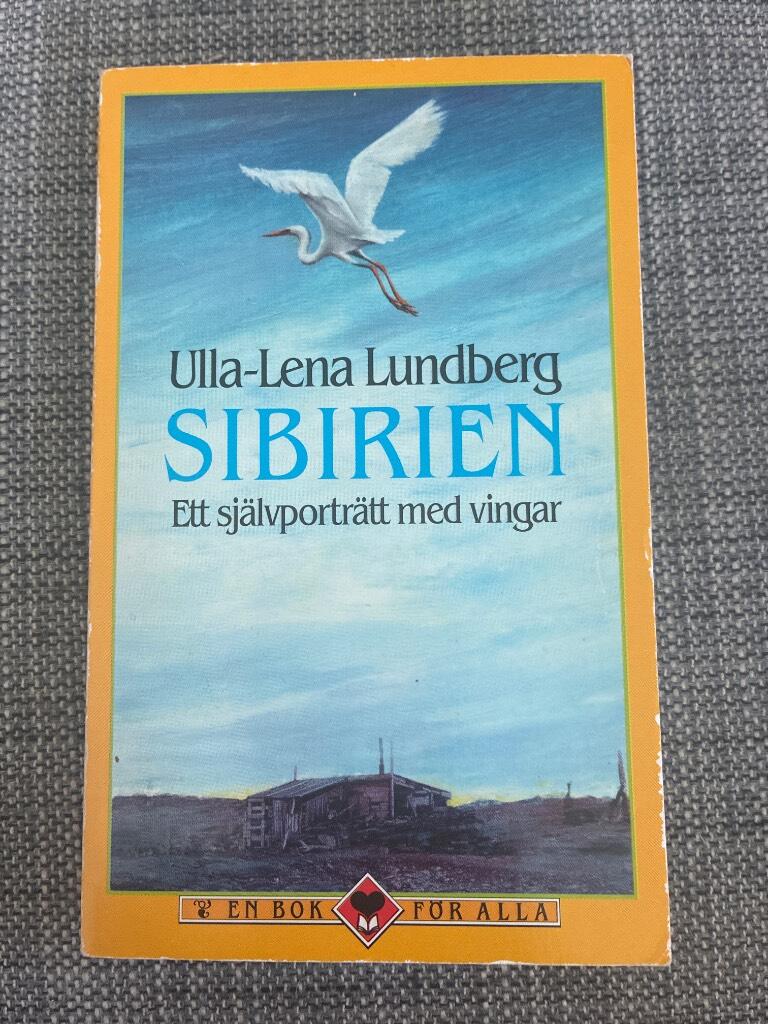 Ulla-Lena Lundberg
SIBIRIEN
Ett självporträtt med vingar
EN BOK FÖR ALLA